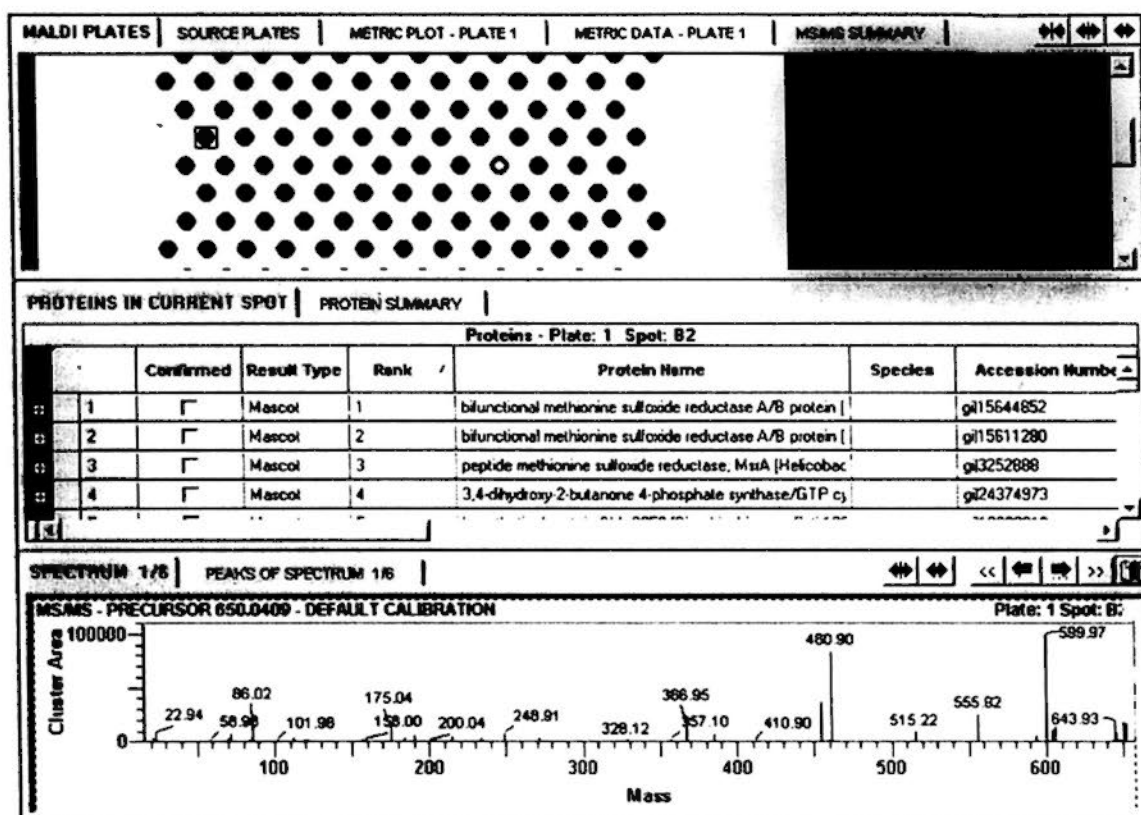 MALDI PLATES SOURCE PLATES METRIC PLOT - PLATE 1 METRIC DATA - PLATE 1 MS/MS SUMMARY
PROTEINS IN CURRENT SPOT PROTEIN SUMMARY
Proteins - Plate: 1 Spot: B2
Confirmed Result Type Rank / Protein Name Species Accession Numbe
1 Mascot 1 bifunctional methionine sulfoxide reductase A/B protein [ gi|15644852
2 Mascot 2 bifunctional methionine sulfoxide reductase A/B protein [ gi|15611280
3 Mascot 3 peptide methionine sulfoxide reductase, MsrA [Helicobac gi|3252888
4 Mascot 4 3,4-dihydroxy-2-butanone 4-phosphate synthase/GTP cy gi|24374973
SPECTRUM 1/6 PEAKS OF SPECTRUM 1/6 << >>
MS/MS - PRECURSOR 650.0409 - DEFAULT CALIBRATION Plate: 1 Spot: B2
Cluster Area
100000
0
22.94 58.98 86.02 101.98 175.04 158.00 200.04 248.91 328.12 366.95 357.10 410.90 480.90 515.22 555.82 599.97 643.93
100 200 300 400 500 600
Mass